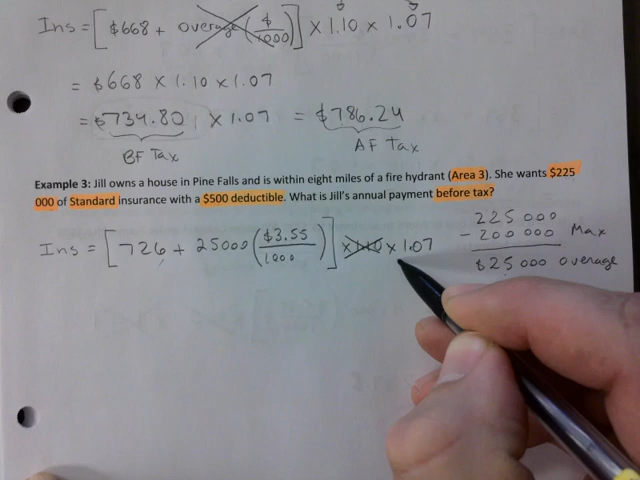 Ins = [$668 + overage ($/1000)] × 1.10 × 1.07
= $668 × 1.10 × 1.07
= $734.80 × 1.07 = $786.24
BF Tax AF Tax
Example 3: Jill owns a house in Pine Falls and is within eight miles of a fire hydrant (Area 3). She wants $225
000 of Standard insurance with a $500 deductible. What is Jill's annual payment before tax?
Ins = [726 + 25000 ($3.55/1000)] × 1.10 × 1.07
225 000
- 200 000 Max
$25 000 overage